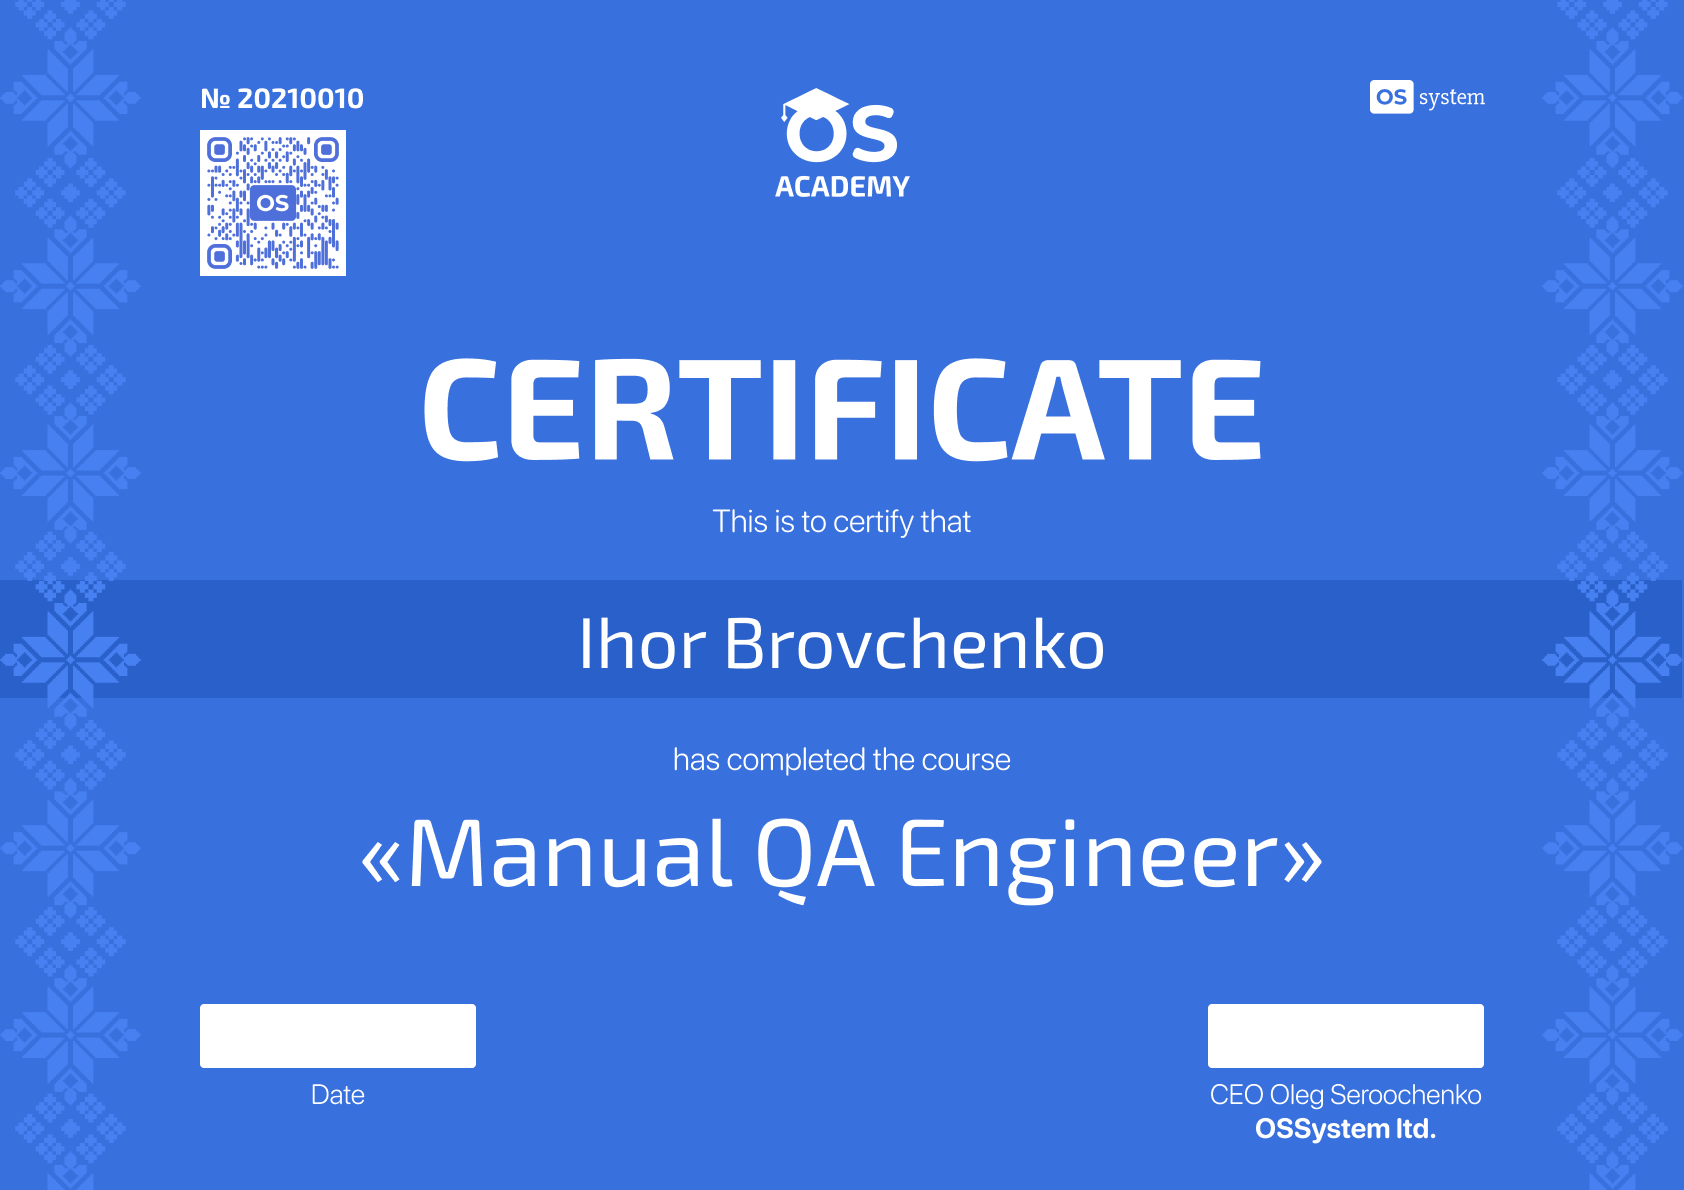 № 20210010
OS
OS
ACADEMY
OS system
CERTIFICATE
This is to certify that
Ihor Brovchenko
has completed the course
«Manual QA Engineer»
Date
CEO Oleg Seroochenko
OSSystem ltd.